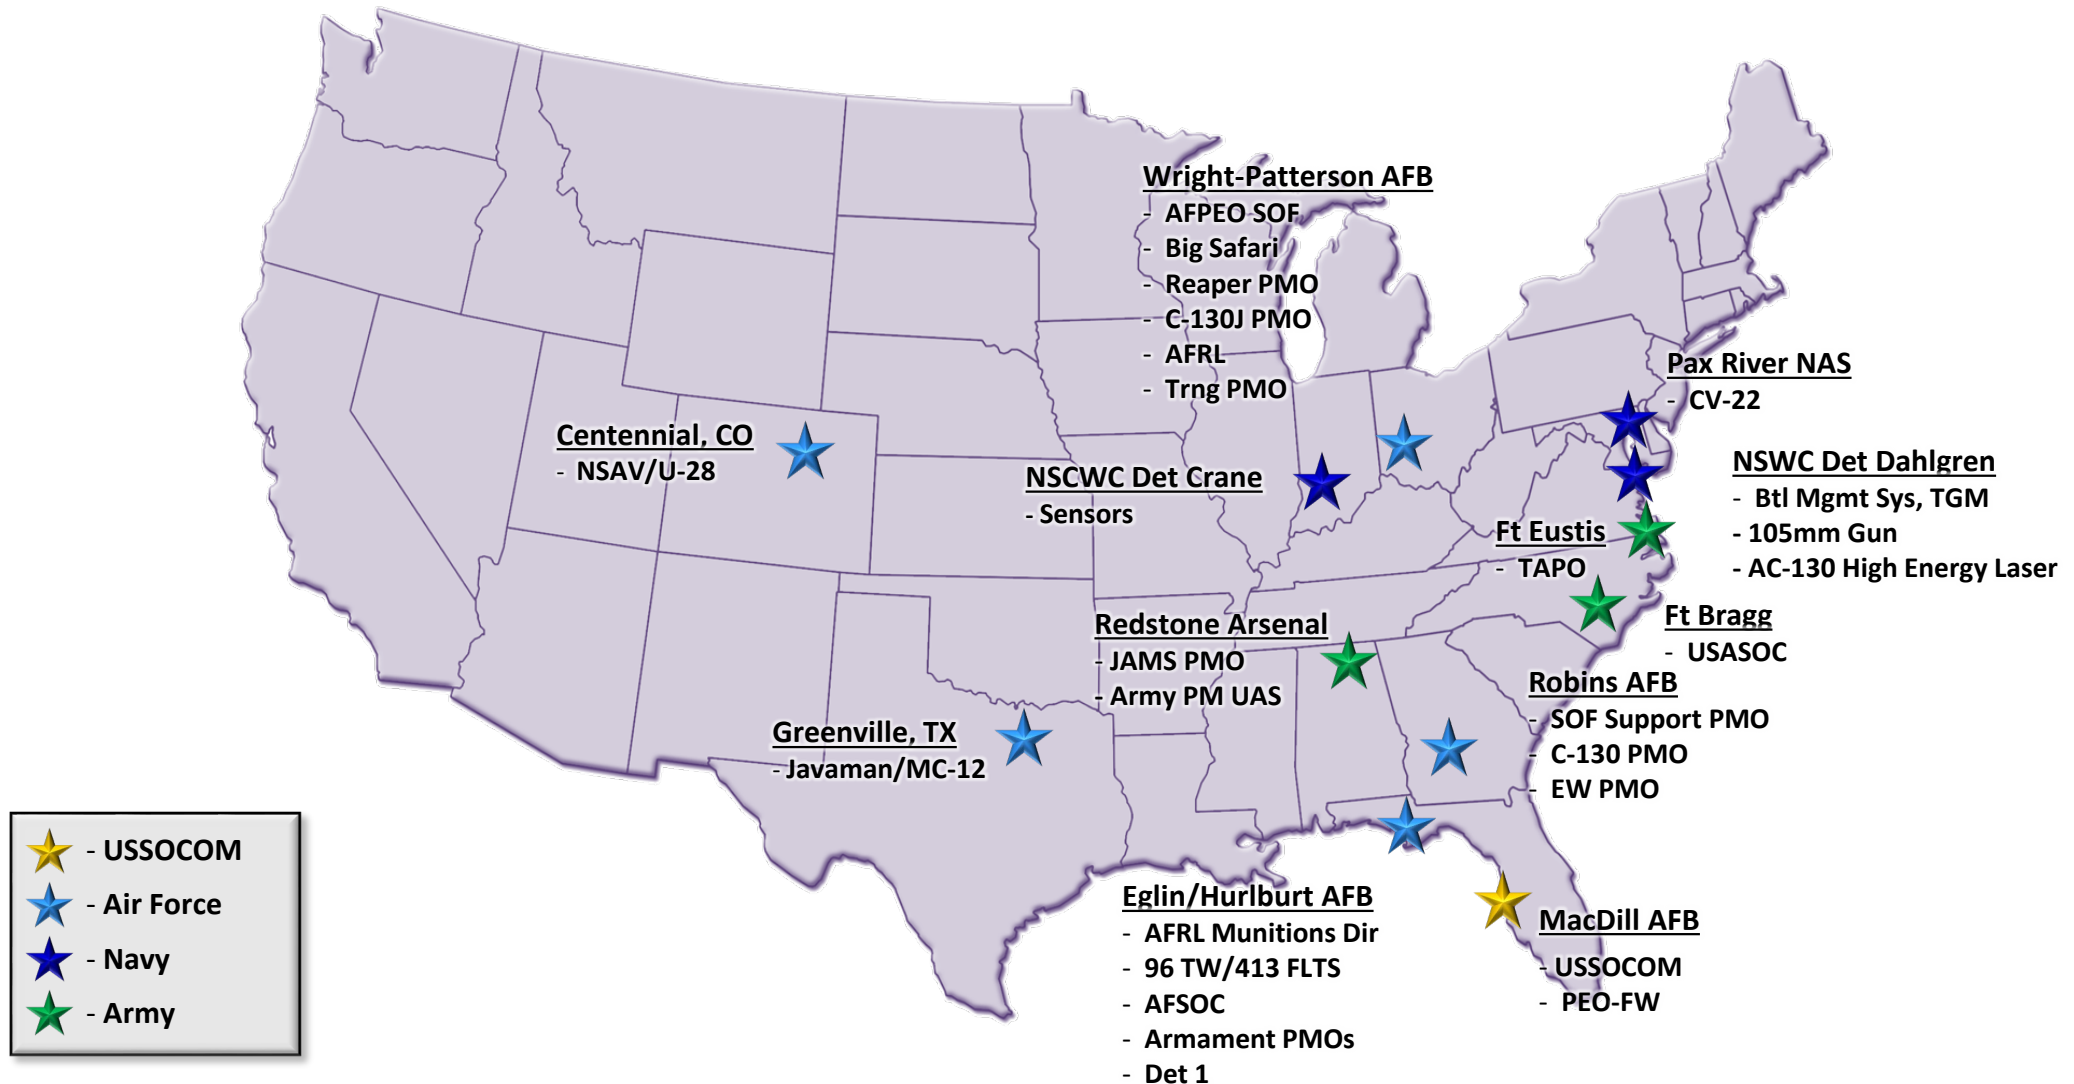 Wright-Patterson AFB
- AFPEO SOF
- Big Safari
- Reaper PMO
- C-130J PMO
- AFRL
- Trng PMO
Pax River NAS
- CV-22
Centennial, CO
- NSAV/U-28
NSCWC Det Crane
- Sensors
NSWC Det Dahlgren
- Btl Mgmt Sys, TGM
- 105mm Gun
- AC-130 High Energy Laser
Ft Eustis
- TAPO
Ft Bragg
- USASOC
Redstone Arsenal
- JAMS PMO
- Army PM UAS
Robins AFB
- SOF Support PMO
- C-130 PMO
- EW PMO
Greenville, TX
- Javaman/MC-12
Eglin/Hurlburt AFB
- AFRL Munitions Dir
- 96 TW/413 FLTS
- AFSOC
- Armament PMOs
- Det 1
MacDill AFB
- USSOCOM
- PEO-FW
- USSOCOM
- Air Force
- Navy
- Army